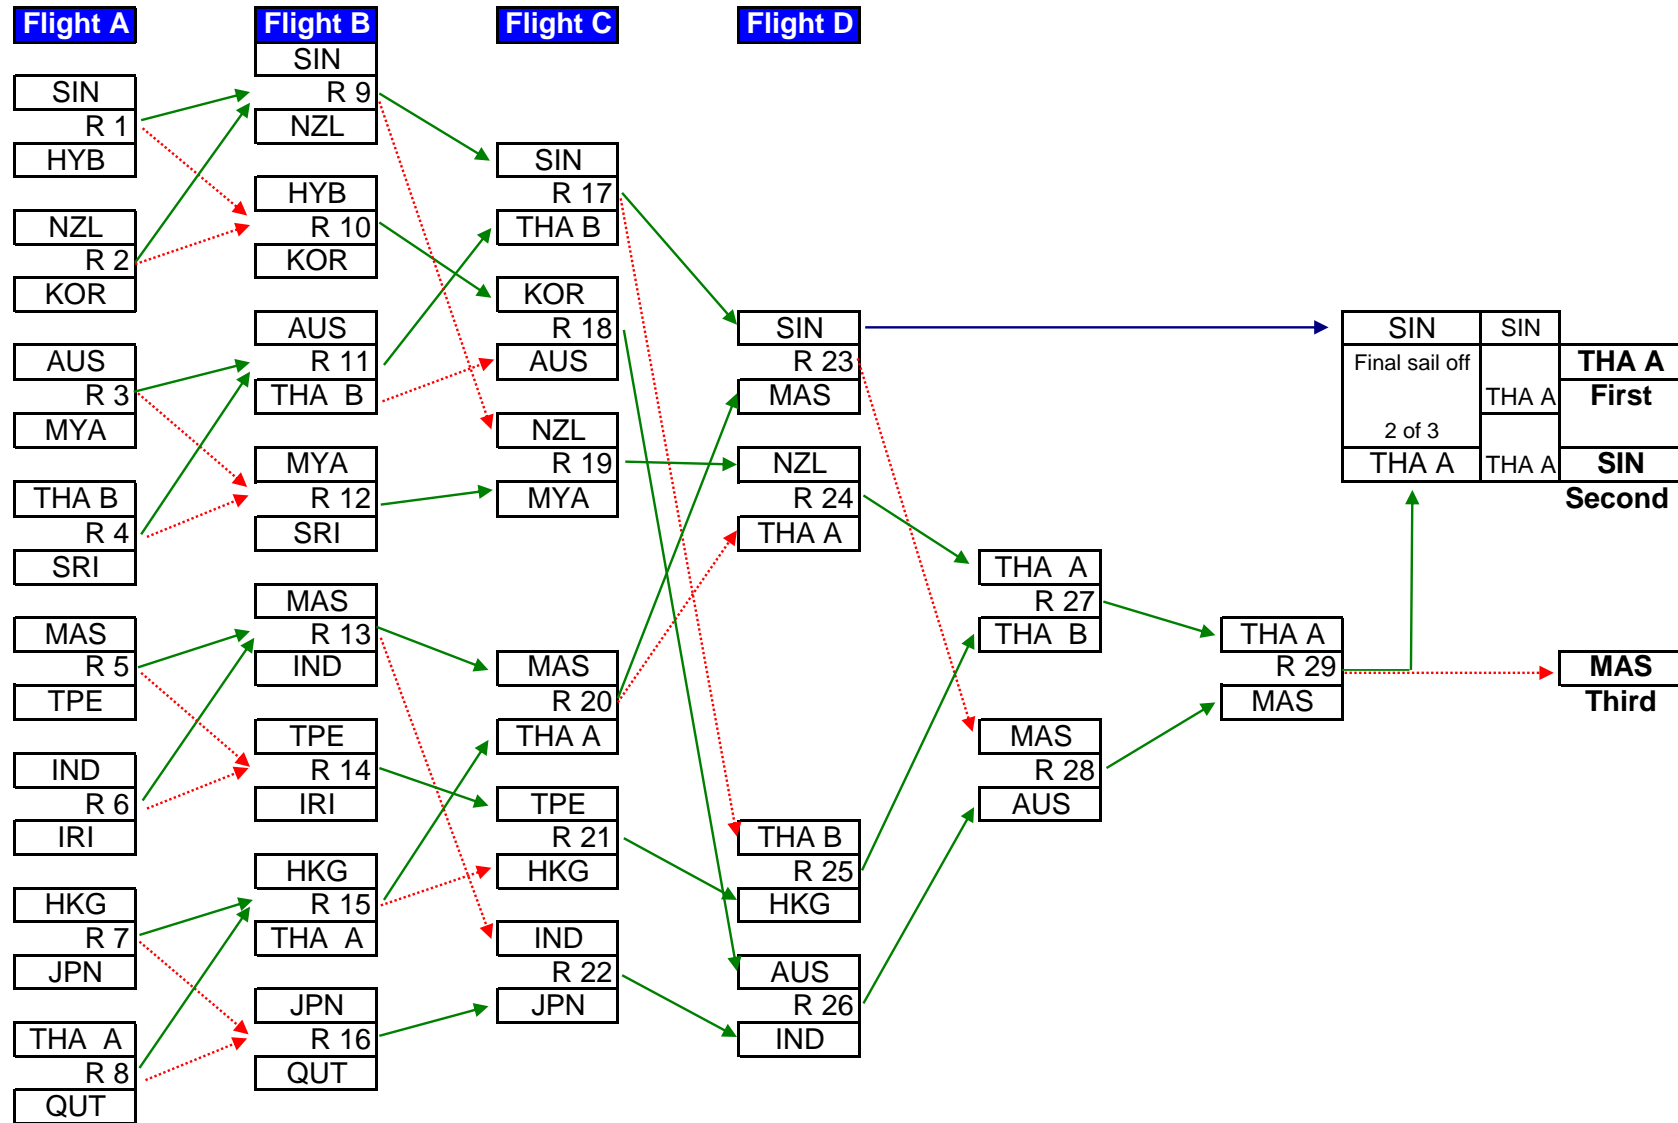 Flight A
Flight B
Flight C
Flight D
SIN
R 1
HYB
NZL
R 2
KOR
AUS
R 3
MYA
THA B
R 4
SRI
MAS
R 5
TPE
IND
R 6
IRI
HKG
R 7
JPN
THA A
R 8
QUT
SIN
R 9
NZL
HYB
R 10
KOR
AUS
R 11
THA B
MYA
R 12
SRI
MAS
R 13
IND
TPE
R 14
IRI
HKG
R 15
THA A
JPN
R 16
QUT
SIN
R 17
THA B
KOR
R 18
AUS
NZL
R 19
MYA
MAS
R 20
THA A
TPE
R 21
HKG
IND
R 22
JPN
SIN
R 23
MAS
NZL
R 24
THA A
THA B
R 25
HKG
AUS
R 26
IND
THA A
R 27
THA B
MAS
R 28
AUS
THA A
R 29
MAS
SIN
SIN
Final sail off
THA A
THA A
First
2 of 3
THA A
THA A
SIN
Second
MAS
Third